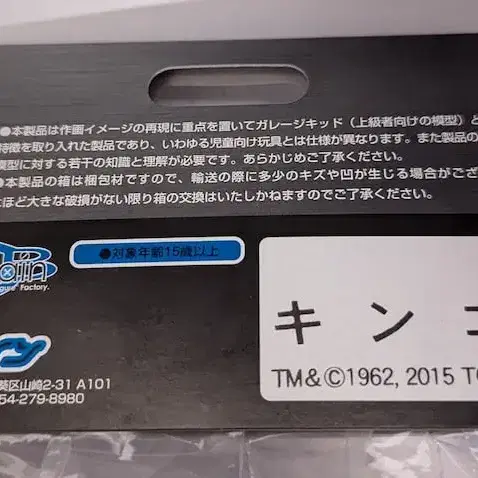 ●本製品は作画イメージの再現に重点を置いてガレージキッド（上級者向けの模型）と
特徴を取り入れた製品であり、いわゆる児童向け玩具とは仕様が異なります。また製品の
模型に対する若干の知識と理解が必要です。あらかじめご了承ください。
●本製品の箱は梱包材ですので、輸送の際に多少のキズや凹が生じる場合がござ
ほど大きな破損がない限り箱の交換はいたしかねますのでご了承ください。
●対象年齢15歳以上
Figure Factory.
キンコ
TM&©1962, 2015 TO
葵区山崎2-31 A101
54-279-8980